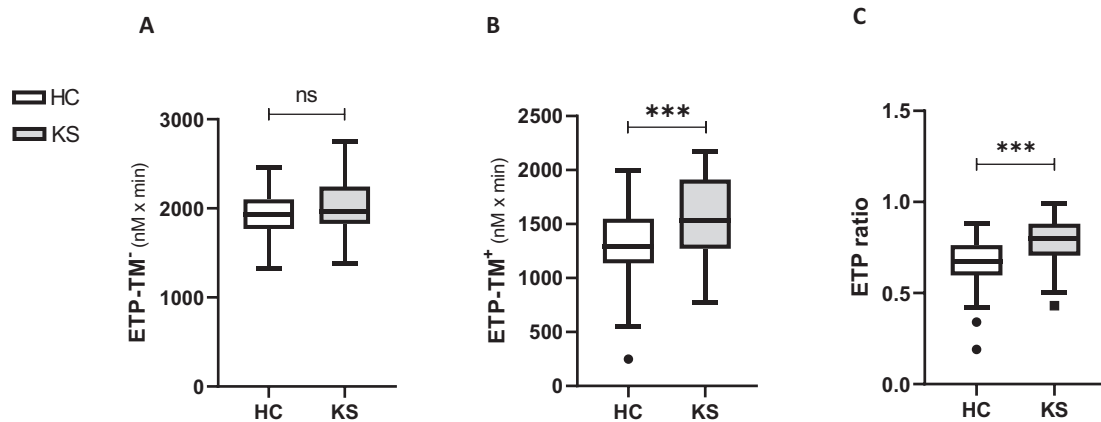 A
B
C
HC
KS
ns
***
***
ETP-TM⁻ (nM x min)
3000
2000
1000
0
HC
KS
ETP-TM⁺ (nM x min)
2500
2000
1500
1000
500
0
HC
KS
ETP ratio
1.5
1.0
0.5
0.0
HC
KS